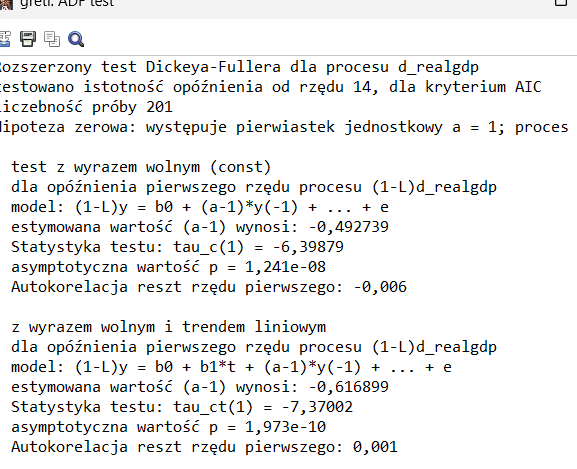 gretl: ADF test
Rozszerzony test Dickeya-Fullera dla procesu d_realgdp
testowano istotność opóźnienia od rzędu 14, dla kryterium AIC
Liczebność próby 201
Hipoteza zerowa: występuje pierwiastek jednostkowy a = 1; proces
test z wyrazem wolnym (const)
dla opóźnienia pierwszego rzędu procesu (1-L)d_realgdp
model: (1-L)y = b0 + (a-1)*y(-1) + ... + e
estymowana wartość (a-1) wynosi: -0,492739
Statystyka testu: tau_c(1) = -6,39879
asymptotyczna wartość p = 1,241e-08
Autokorelacja reszt rzędu pierwszego: -0,006
z wyrazem wolnym i trendem liniowym
dla opóźnienia pierwszego rzędu procesu (1-L)d_realgdp
model: (1-L)y = b0 + b1*t + (a-1)*y(-1) + ... + e
estymowana wartość (a-1) wynosi: -0,616899
Statystyka testu: tau_ct(1) = -7,37002
asymptotyczna wartość p = 1,973e-10
Autokorelacja reszt rzędu pierwszego: 0,001